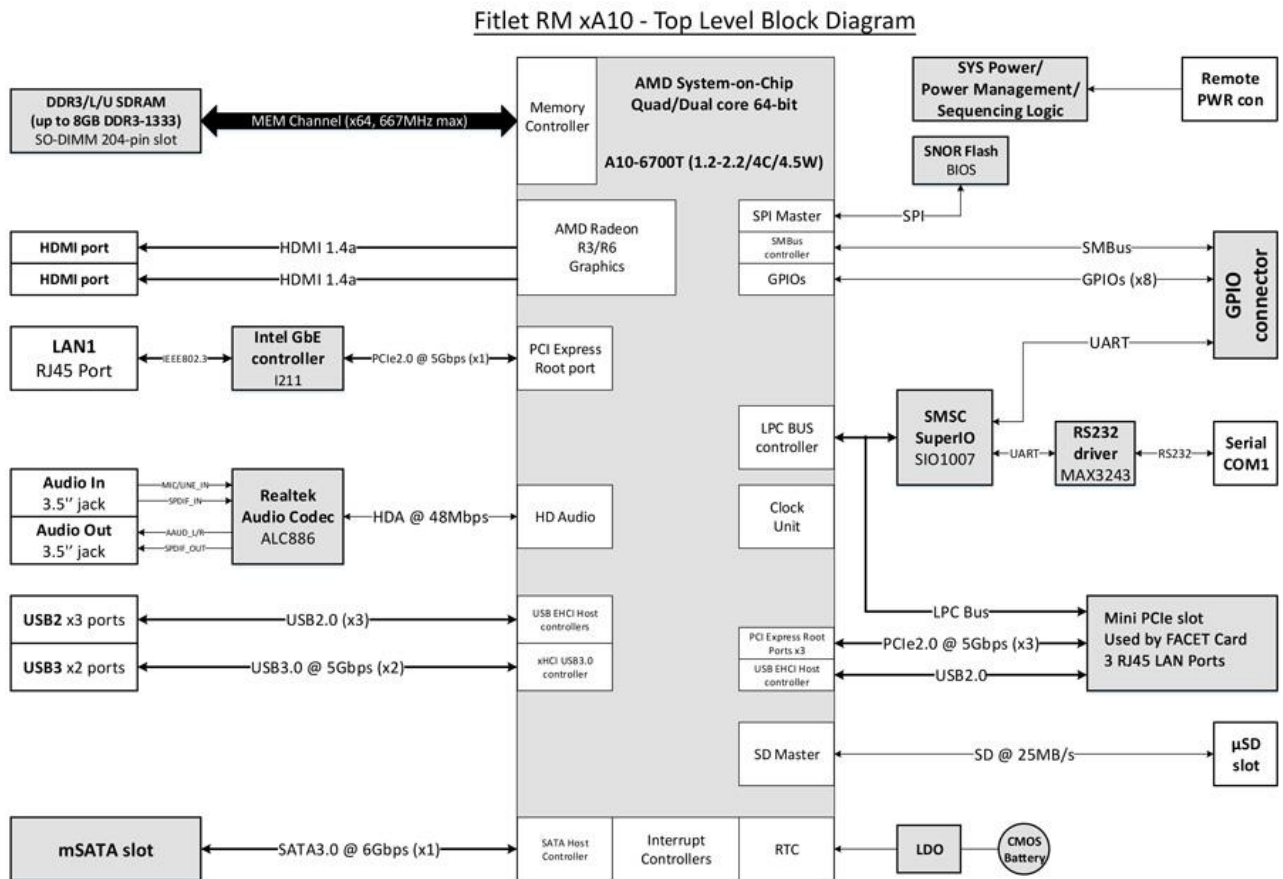 Fitlet RM xA10 - Top Level Block Diagram
DDR3/L/U SDRAM
(up to 8GB DDR3-1333)
SO-DIMM 204-pin slot
MEM Channel (x64, 667MHz max)
Memory
Controller
AMD System-on-Chip
Quad/Dual core 64-bit
A10-6700T (1.2-2.2/4C/4.5W)
SYS Power/
Power Management/
Sequencing Logic
Remote
PWR con
SNOR Flash
BIOS
SPI Master
SPI
HDMI port
HDMI 1.4a
HDMI port
HDMI 1.4a
AMD Radeon
R3/R6
Graphics
SMBus
controller
SMBus
GPIOs
GPIOs (x8)
GPIO
connector
UART
LAN1
RJ45 Port
IEEE802.3
Intel GbE
controller
I211
PCIe2.0 @ 5Gbps (x1)
PCI Express
Root port
LPC BUS
controller
SMSC
SuperIO
SIO1007
UART
RS232
driver
MAX3243
RS232
Serial
COM1
Audio In
3.5'' jack
MIC/LINE_IN
SPDIF_IN
Audio Out
3.5'' jack
AAUD_L/R
SPDIF_OUT
Realtek
Audio Codec
ALC886
HDA @ 48Mbps
HD Audio
Clock
Unit
USB2 x3 ports
USB2.0 (x3)
USB EHCI Host
controllers
USB3 x2 ports
USB3.0 @ 5Gbps (x2)
xHCI USB3.0
controller
LPC Bus
PCI Express Root
Ports x3
PCIe2.0 @ 5Gbps (x3)
USB EHCI Host
controller
USB2.0
Mini PCIe slot
Used by FACET Card
3 RJ45 LAN Ports
SD Master
SD @ 25MB/s
µSD
slot
mSATA slot
SATA3.0 @ 6Gbps (x1)
SATA Host
Controller
Interrupt
Controllers
RTC
LDO
CMOS
Battery